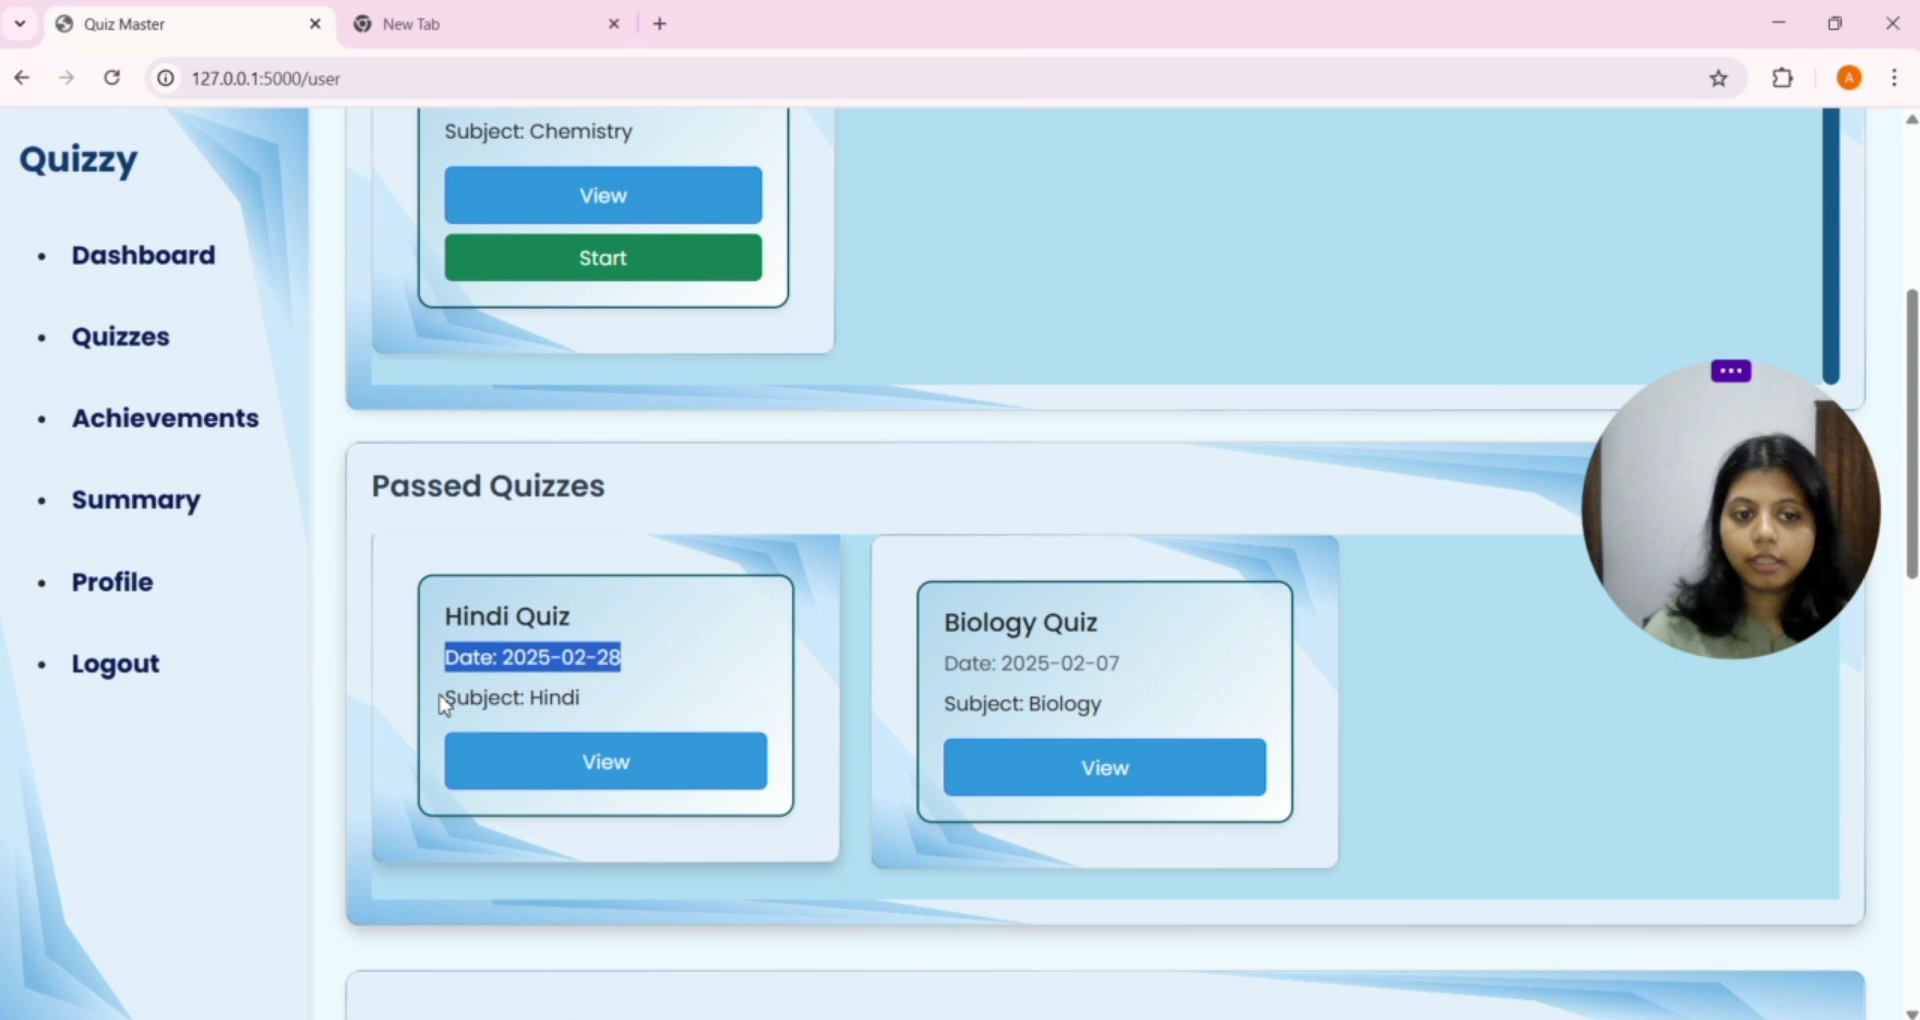 Quiz Master
New Tab
127.0.0.1:5000/user
A
Quizzy
Dashboard
Quizzes
Achievements
Summary
Profile
Logout
Subject: Chemistry
View
Start
Passed Quizzes
Hindi Quiz
Date: 2025-02-28
Subject: Hindi
View
Biology Quiz
Date: 2025-02-07
Subject: Biology
View